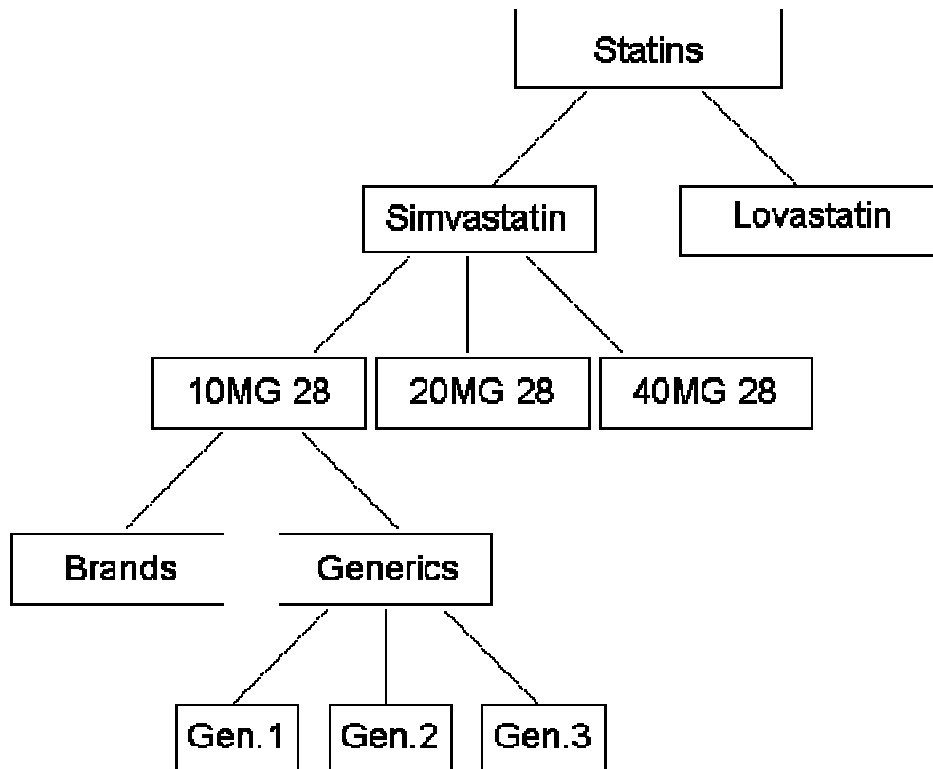 Statins
Simvastatin
Lovastatin
10MG 28
20MG 28
40MG 28
Brands
Generics
Gen.1
Gen.2
Gen.3